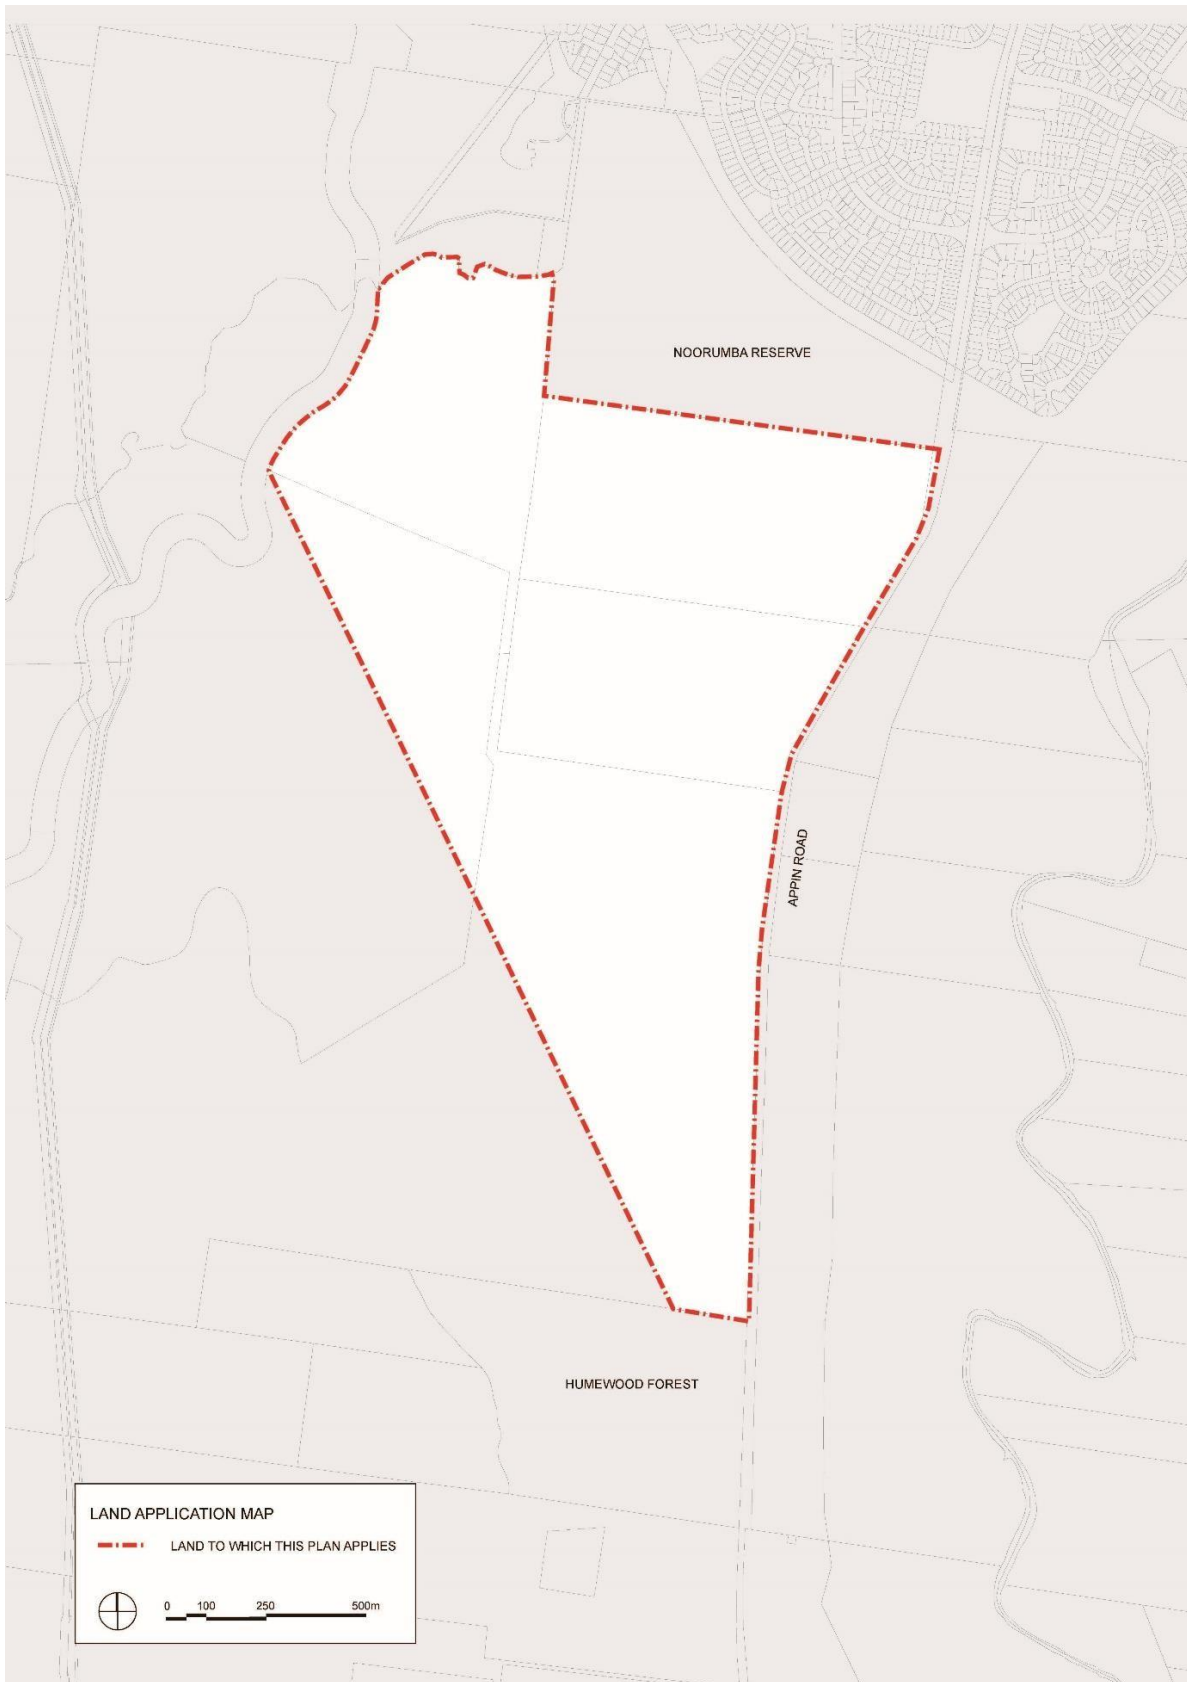 NOORUMBA RESERVE
APPIN ROAD
HUMEWOOD FOREST
LAND APPLICATION MAP
LAND TO WHICH THIS PLAN APPLIES
0 100 250 500m